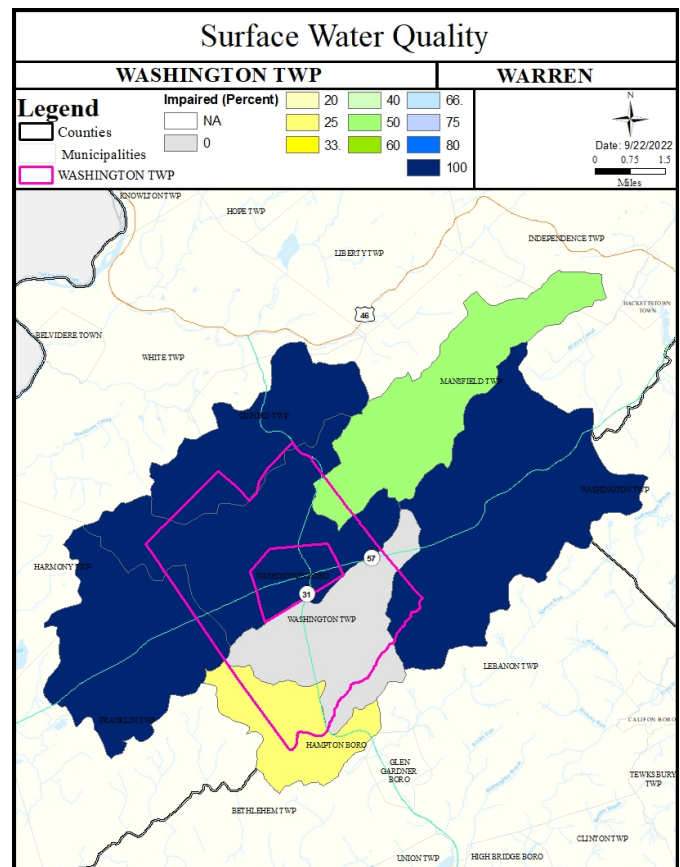 Surface Water Quality
WASHINGTON TWP
WARREN
Legend
Counties
Municipalities
WASHINGTON TWP
Impaired (Percent)
NA
0
20
25
33.
40
50
60
66.
75
80
100
N
Date: 9/22/2022
0 0.75 1.5
Miles
KNOWLTON TWP
HOPE TWP
LIBERTY TWP
INDEPENDENCE TWP
HACKETTSTOWN
TOWN
46
BELVIDERE TOWN
WHITE TWP
MANSFIELD TWP
OXFORD TWP
WASHINGTON TWP
HARMONY TWP
57
WASHINGTON BORO
31
WASHINGTON TWP
LEBANON TWP
FRANKLIN TWP
CALIFON BORO
HAMPTON BORO
GLEN
GARDNER
BORO
TEWKSBURY
TWP
BETHLEHEM TWP
CLINTON TWP
UNION TWP
HIGH BRIDGE BORO